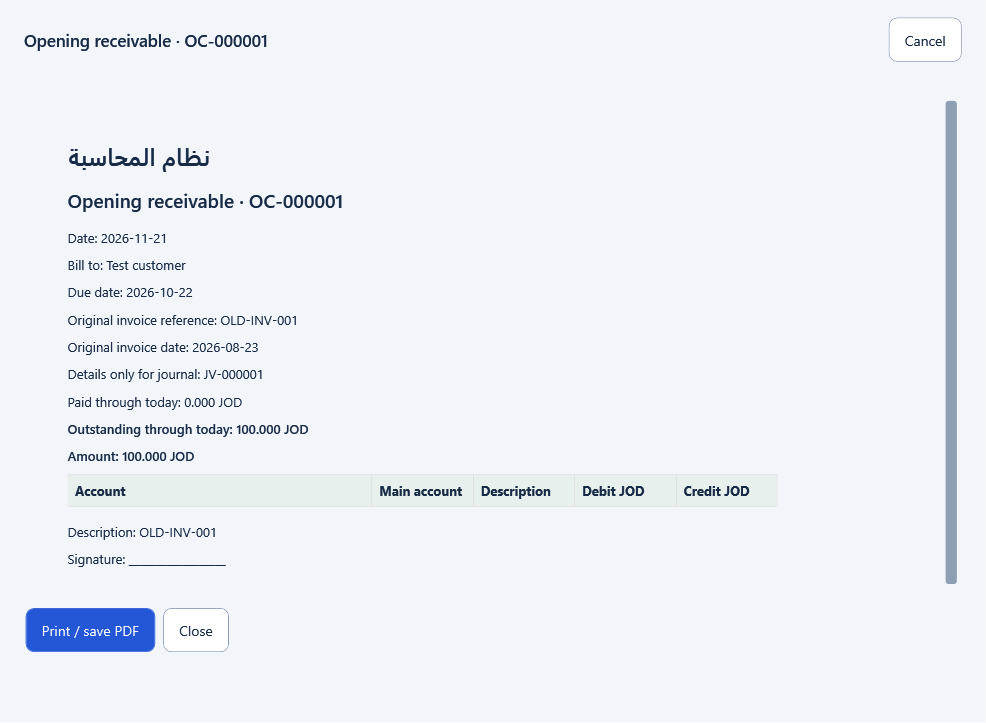 Opening receivable · OC-000001
Cancel
نظام المحاسبة
Opening receivable · OC-000001
Date: 2026-11-21
Bill to: Test customer
Due date: 2026-10-22
Original invoice reference: OLD-INV-001
Original invoice date: 2026-08-23
Details only for journal: JV-000001
Paid through today: 0.000 JOD
Outstanding through today: 100.000 JOD
Amount: 100.000 JOD
Account Main account Description Debit JOD Credit JOD
Description: OLD-INV-001
Signature: ________________
Print / save PDF Close